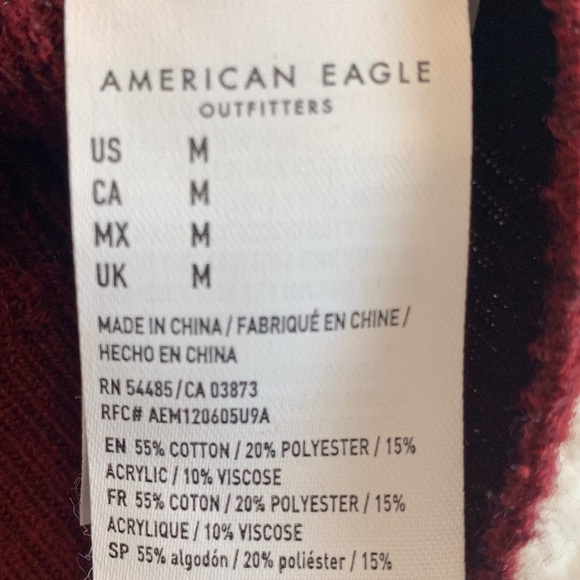 AMERICAN EAGLE
OUTFITTERS
US M
CA M
MX M
UK M
MADE IN CHINA / FABRIQUÉ EN CHINE /
HECHO EN CHINA
RN 54485 / CA 03873
RFC# AEM120605U9A
EN 55% COTTON / 20% POLYESTER / 15%
ACRYLIC / 10% VISCOSE
FR 55% COTON / 20% POLYESTER / 15%
ACRYLIQUE / 10% VISCOSE
SP 55% algodón / 20% poliéster / 15%